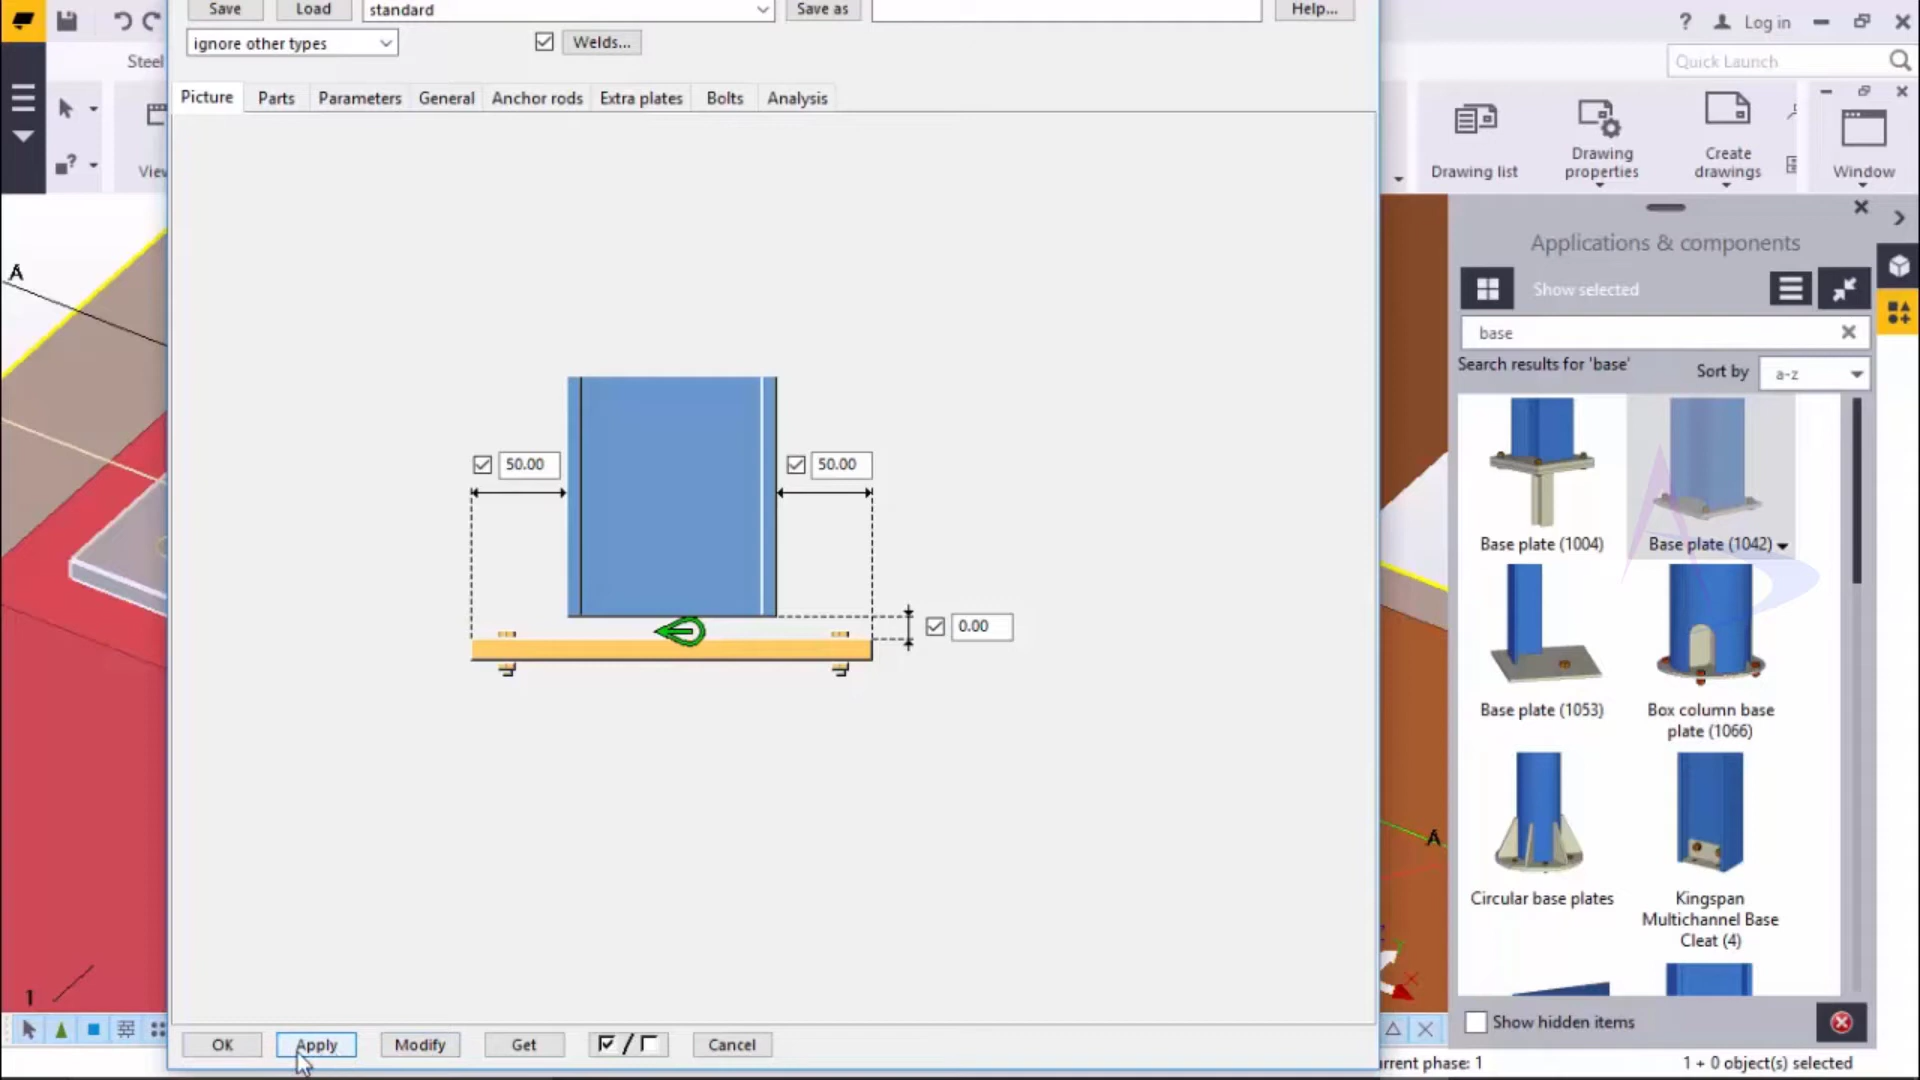 Save
Load
standard
Save as
Help...
ignore other types
Welds...
Picture
Parts
Parameters
General
Anchor rods
Extra plates
Bolts
Analysis
50.00
50.00
0.00
OK
Apply
Modify
Get
/
Cancel
Steel
?
Log in
Quick Launch
Drawing list
Drawing
properties
Create
drawings
Window
A
1
A
Applications & components
Show selected
base
Search results for 'base'
Sort by
a-z
Base plate (1004)
Base plate (1042)
Base plate (1053)
Box column base
plate (1066)
Circular base plates
Kingspan
Multichannel Base
Cleat (4)
Show hidden items
urrent phase: 1
1 + 0 object(s) selected